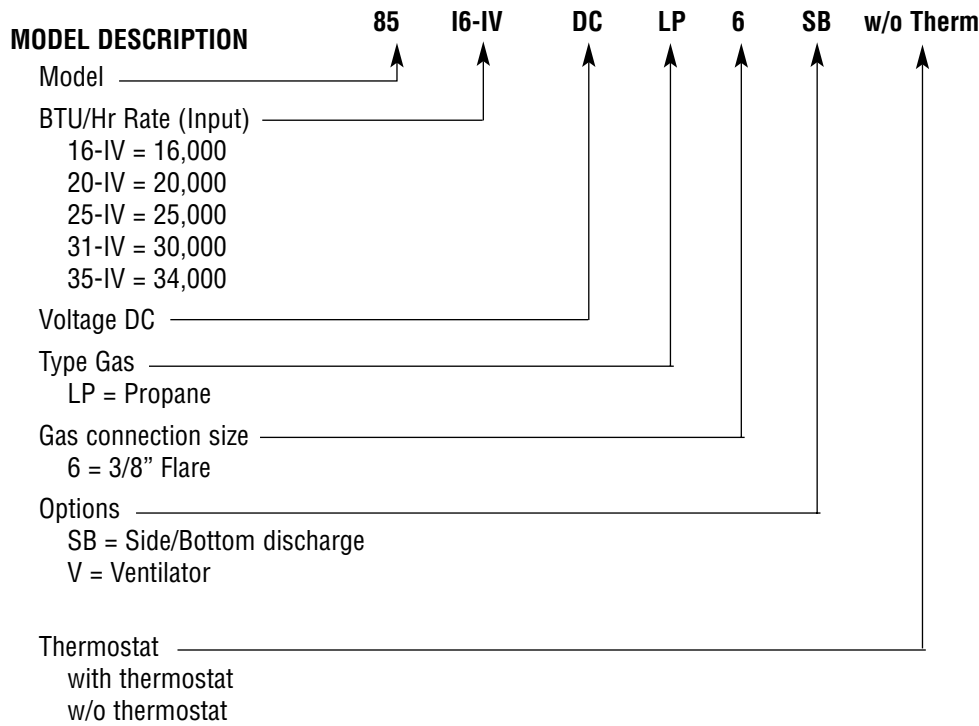 85 I6-IV DC LP 6 SB w/o Therm
MODEL DESCRIPTION
Model
BTU/Hr Rate (Input)
16-IV = 16,000
20-IV = 20,000
25-IV = 25,000
31-IV = 30,000
35-IV = 34,000
Voltage DC
Type Gas
LP = Propane
Gas connection size
6 = 3/8” Flare
Options
SB = Side/Bottom discharge
V = Ventilator
Thermostat
with thermostat
w/o thermostat